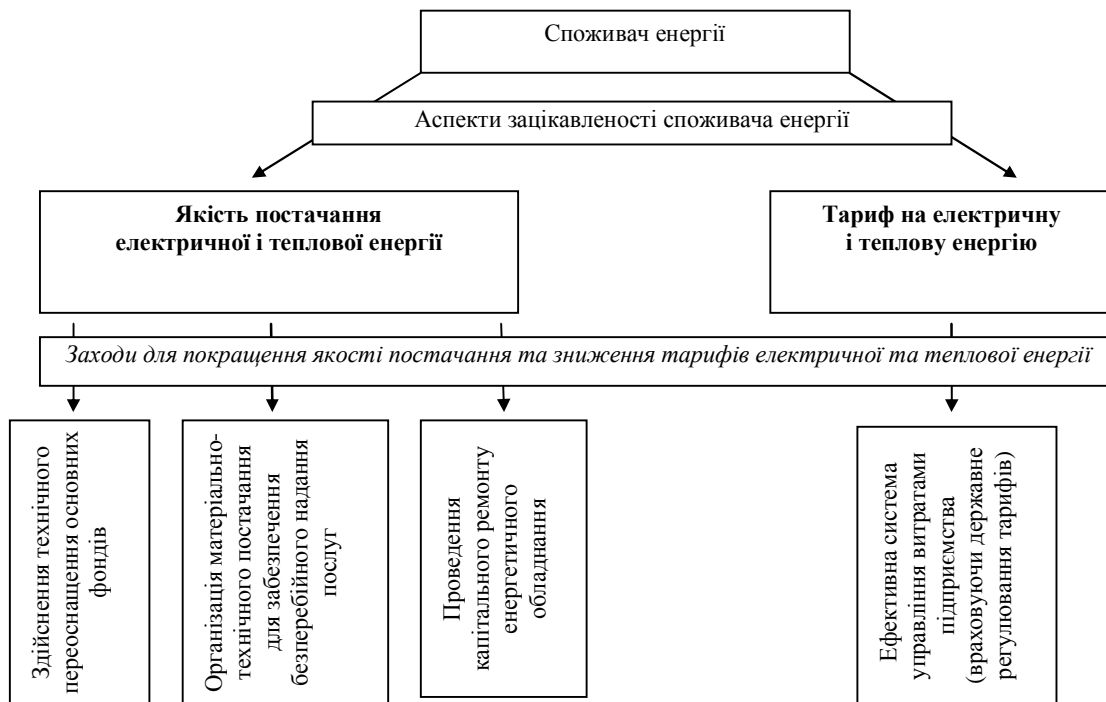 Споживач енергії
Аспекти зацікавленості споживача енергії
Якість постачання
електричної і теплової енергії
Тариф на електричну
і теплову енергію
Заходи для покращення якості постачання та зниження тарифів електричної та теплової енергії
Здійснення технічного
переоснащення основних
фондів
Організація матеріально-
технічного постачання
для забезпечення
безперебійного надання
послуг
Проведення
капітального ремонту
енергетичного
обладнання
Ефективна система
управління витратами
підприємства
(враховуючи державне
регулювання тарифів)